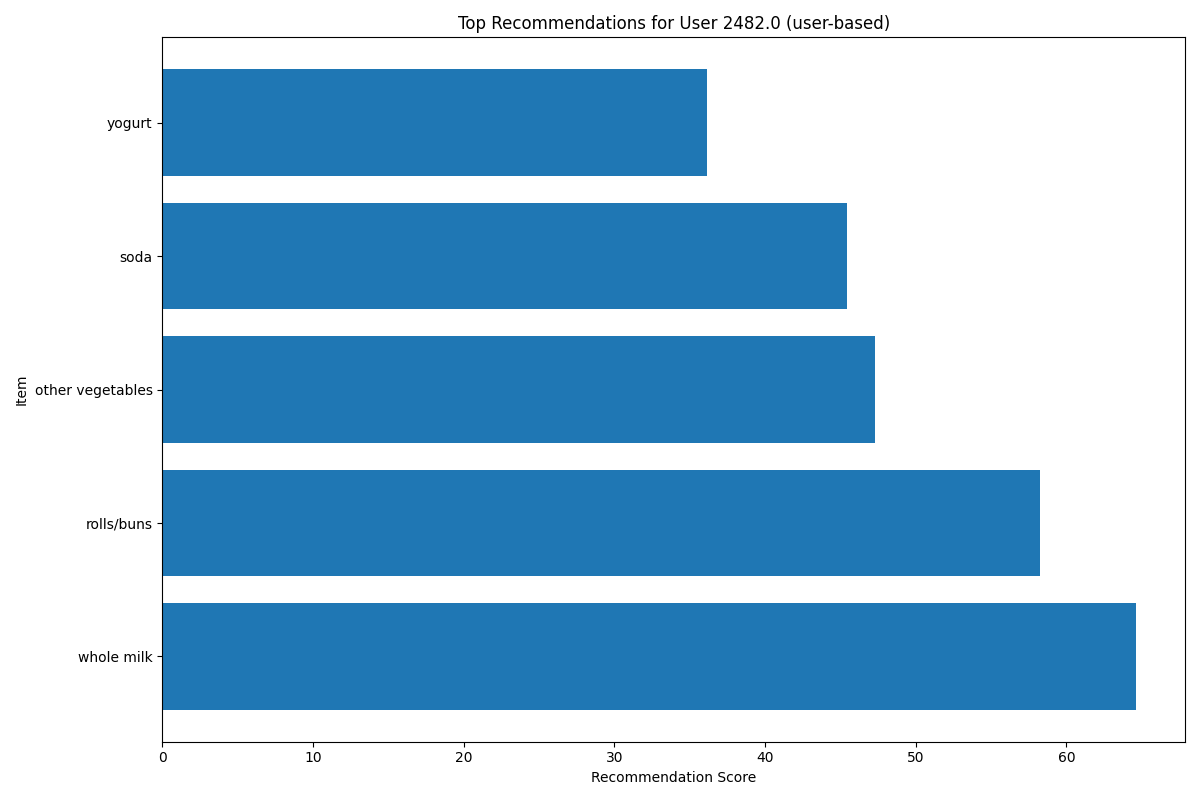 Top Recommendations for User 2482.0 (user-based)
yogurt
soda
other vegetables
rolls/buns
whole milk
Item
0 10 20 30 40 50 60
Recommendation Score